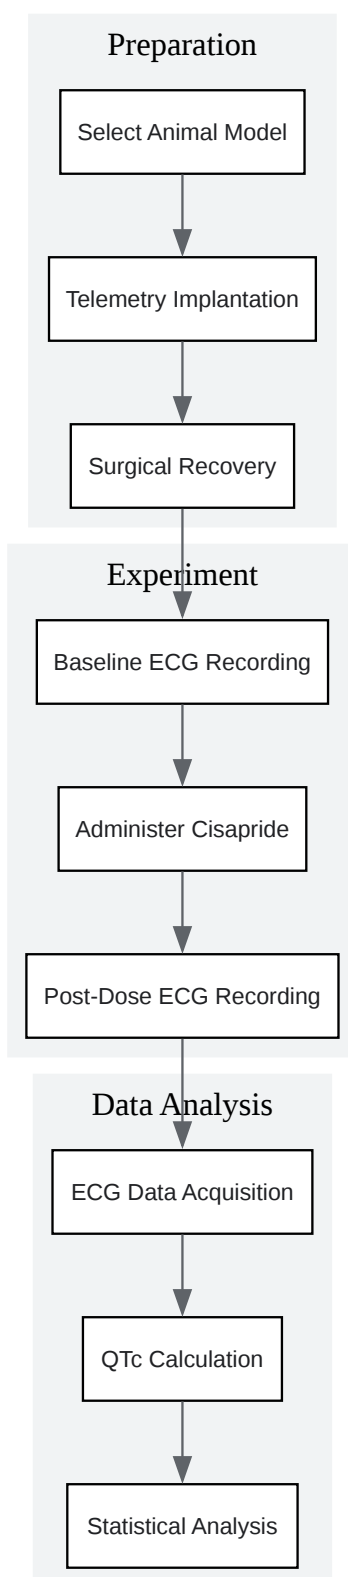 Preparation
Select Animal Model
Telemetry Implantation
Surgical Recovery
Experiment
Baseline ECG Recording
Administer Cisapride
Post-Dose ECG Recording
Data Analysis
ECG Data Acquisition
QTc Calculation
Statistical Analysis